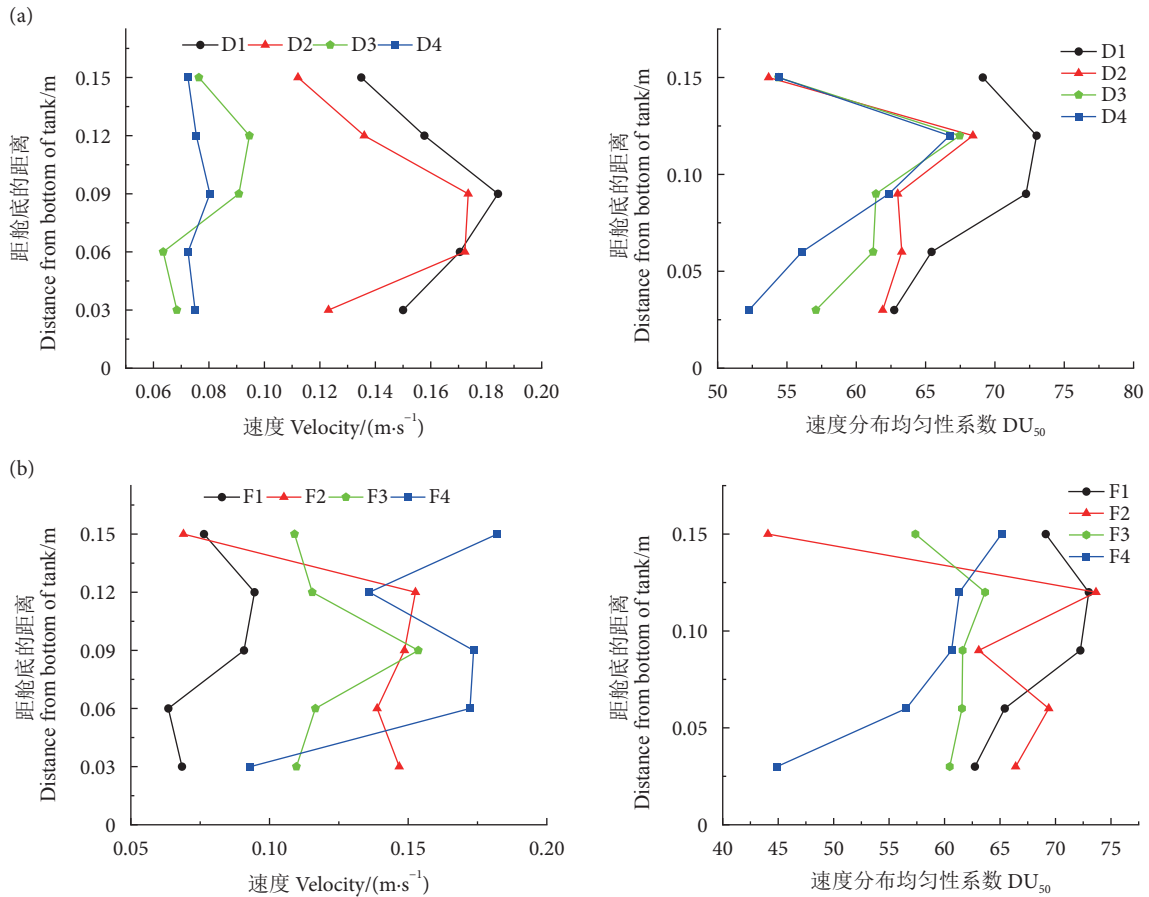 (a)
D1 D2 D3 D4
0.15
0.12
0.09
0.06
0.03
0
距舱底的距离
Distance from bottom of tank/m
0.06 0.08 0.10 0.12 0.14 0.16 0.18 0.20
速度 Velocity/(m·s⁻¹)
D1
D2
D3
D4
0.15
0.10
0.05
0
距舱底的距离
Distance from bottom of tank/m
50 55 60 65 70 75 80
速度分布均匀性系数 DU₅₀
(b)
F1 F2 F3 F4
0.15
0.12
0.09
0.06
0.03
0
距舱底的距离
Distance from bottom of tank/m
0.05 0.10 0.15 0.20
速度 Velocity/(m·s⁻¹)
F1
F2
F3
F4
0.15
0.10
0.05
0
距舱底的距离
Distance from bottom of tank/m
40 45 50 55 60 65 70 75
速度分布均匀性系数 DU₅₀